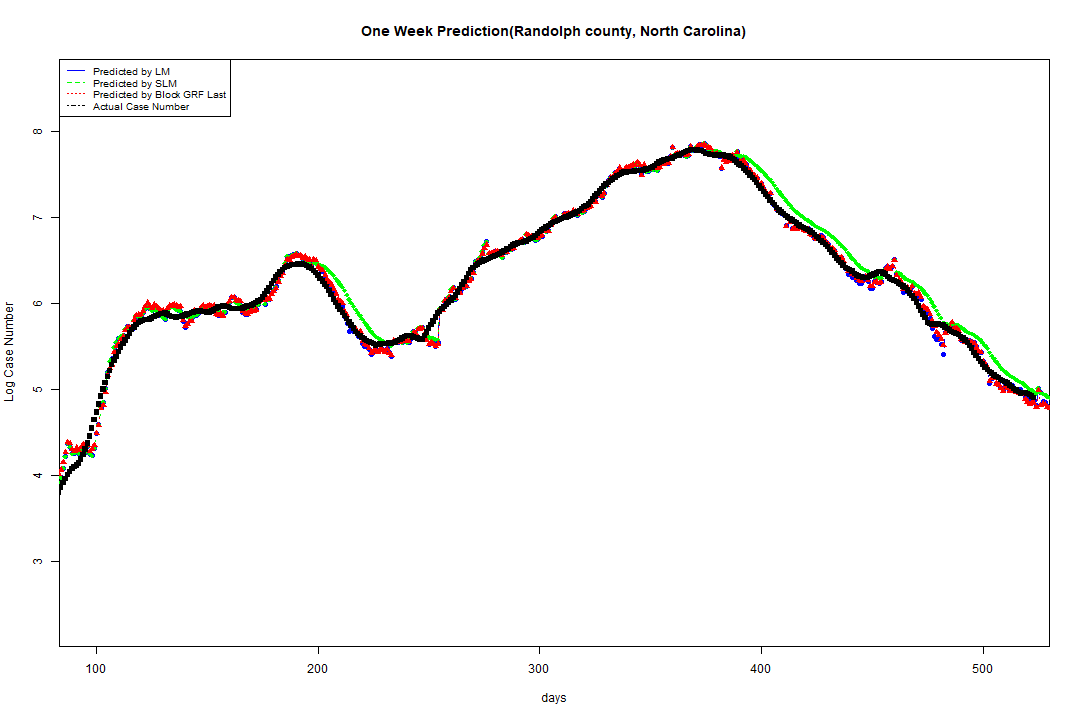 One Week Prediction(Randolph county, North Carolina)
Predicted by LM
Predicted by SLM
Predicted by Block GRF Last
Actual Case Number
8
7
6
5
4
3
Log Case Number
100 200 300 400 500
days